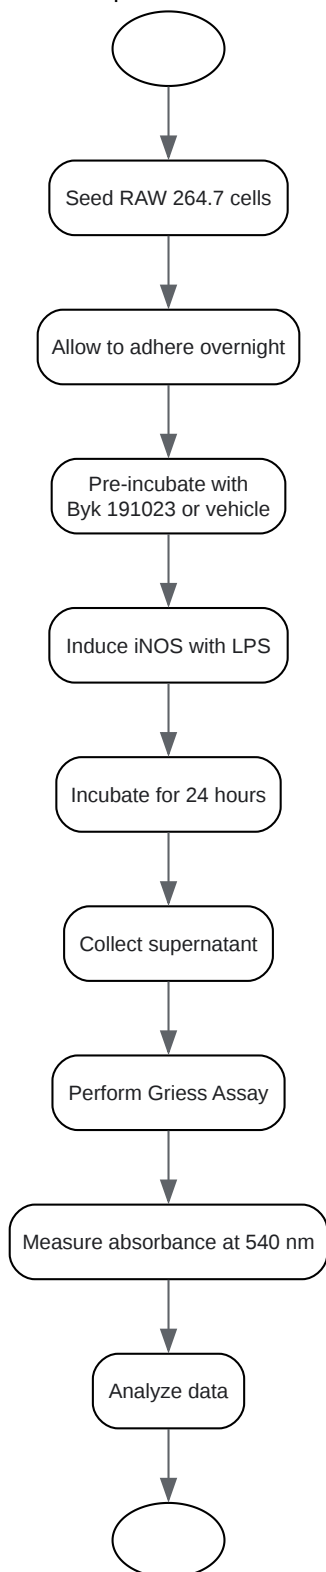 Seed RAW 264.7 cells
Allow to adhere overnight
Pre-incubate with
Byk 191023 or vehicle
Induce iNOS with LPS
Incubate for 24 hours
Collect supernatant
Perform Griess Assay
Measure absorbance at 540 nm
Analyze data